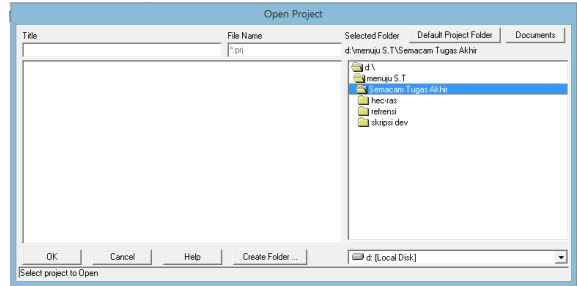 Open Project
Title
File Name
Selected Folder
Default Project Folder
Documents
*.prj
d:\menuju S.T\Semacam Tugas Akhir
d:\
menuju S.T
Semacam Tugas Akhir
hec-ras
refrensi
skripsi dev
OK
Cancel
Help
Create Folder ...
d: [Local Disk]
Select project to Open